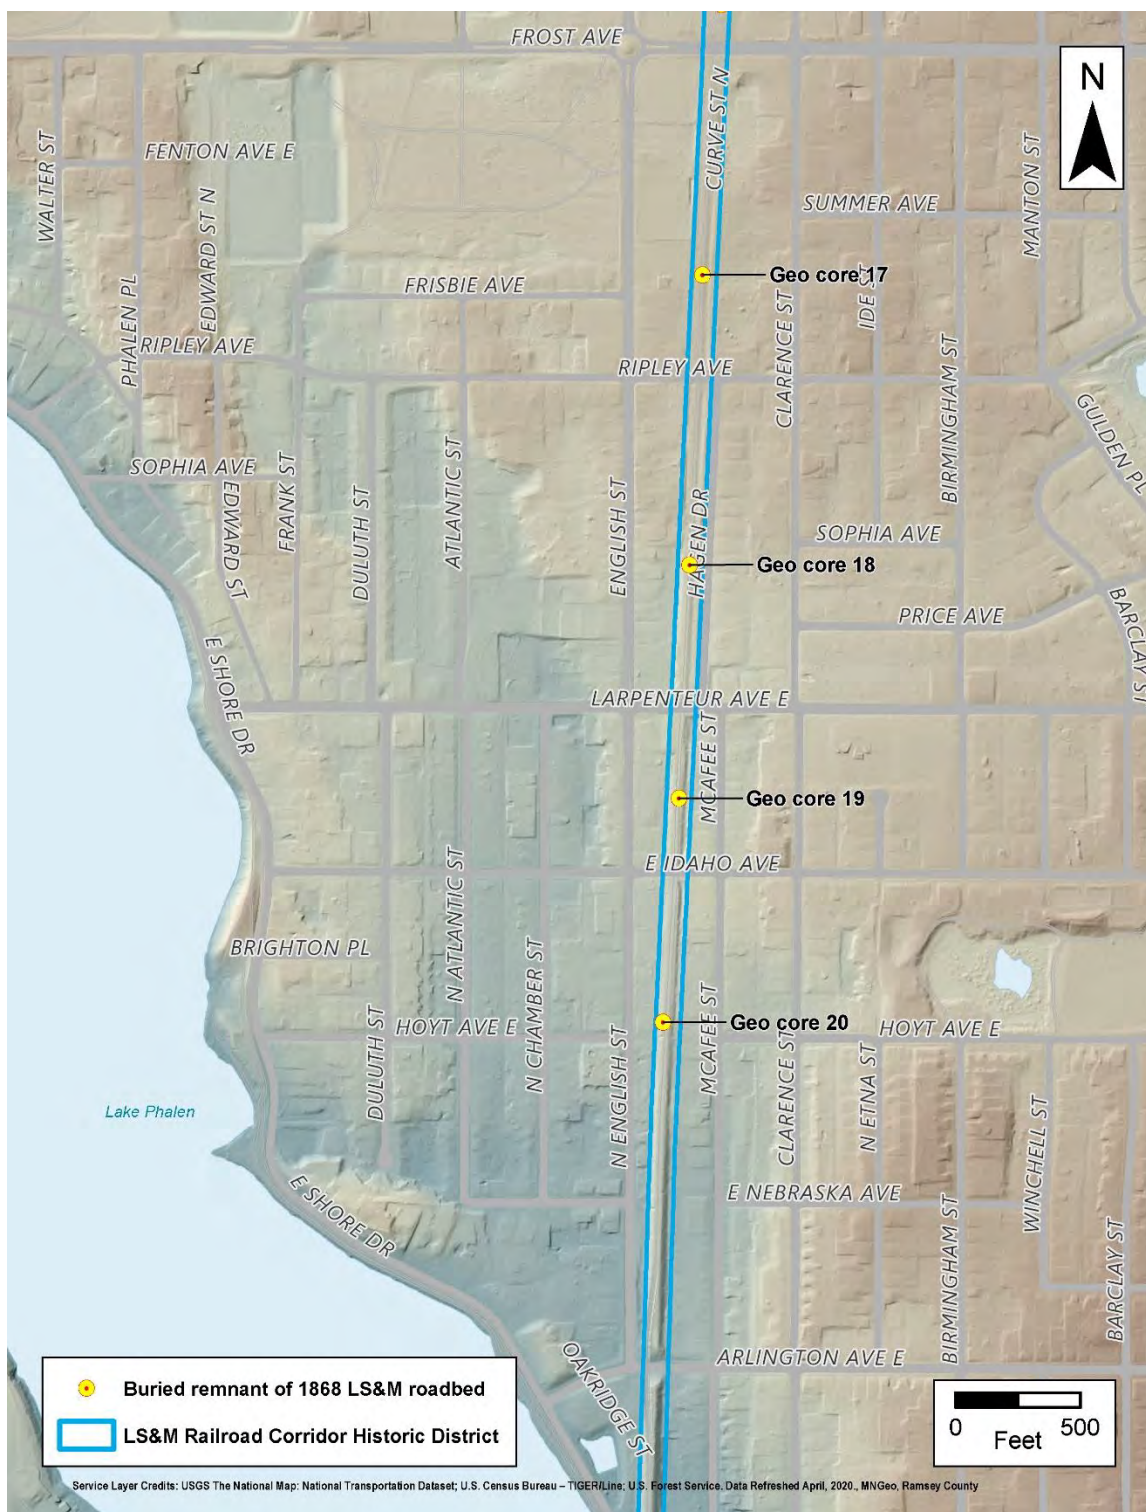 FROST AVE
N
CURVE ST N
WALTER ST
FENTON AVE E
MANTON ST
EDWARD ST N
SUMMER AVE
PHALEN PL
Geo core 17
IDE ST
FRISBIE AVE
CLARENCE ST
RIPLEY AVE
RIPLEY AVE
BIRMINGHAM ST
GULDEN PL
SOPHIA AVE
FRANK ST
EDWARD ST
DULUTH ST
ATLANTIC ST
ENGLISH ST
HAGEN DR
SOPHIA AVE
Geo core 18
PRICE AVE
BARCLAY ST
E SHORE DR
LARPENTEUR AVE E
MCAFEE ST
Geo core 19
E IDAHO AVE
N ATLANTIC ST
BRIGHTON PL
N CHAMBER ST
DULUTH ST
HOYT AVE E
MCAFEE ST
Geo core 20
HOYT AVE E
N ENGLISH ST
CLARENCE ST
N ETNA ST
Lake Phalen
WINCHELL ST
E NEBRASKA AVE
E SHORE DR
BIRMINGHAM ST
BARCLAY ST
ARLINGTON AVE E
OAKRIDGE ST
Buried remnant of 1868 LS&M roadbed
LS&M Railroad Corridor Historic District
0 500
Feet
Service Layer Credits: USGS The National Map: National Transportation Dataset; U.S. Census Bureau – TIGER/Line; U.S. Forest Service. Data Refreshed April, 2020., MNGeo, Ramsey County